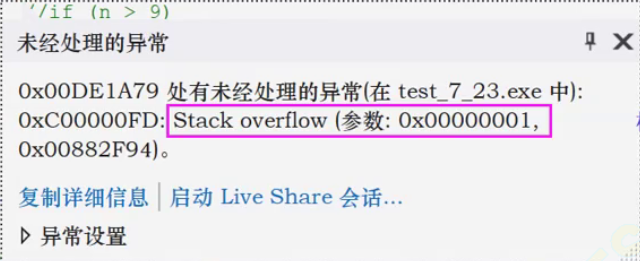 '/if (n > 9)
未经处理的异常
0x00DE1A79 处有未经处理的异常(在 test_7_23.exe 中):
0xC00000FD: Stack overflow (参数: 0x00000001,
0x00882F94)。
复制详细信息 | 启动 Live Share 会话...
异常设置